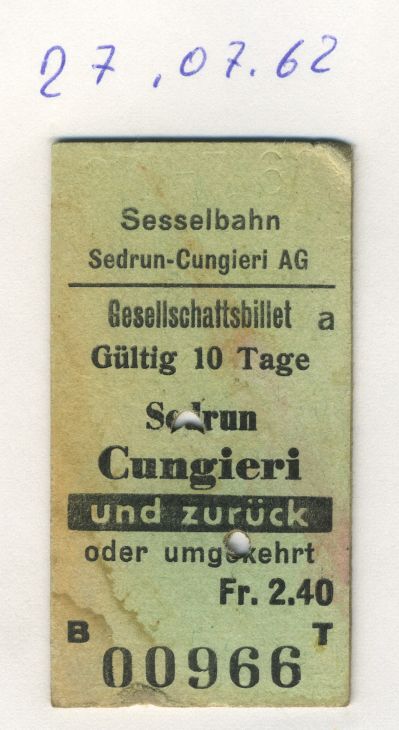 27.07.62
Sesselbahn
Sedrun-Cungieri AG
Gesellschaftsbillet a
Gültig 10 Tage
Sedrun
Cungieri
und zurück
oder umgekehrt
Fr. 2.40
B T
00966